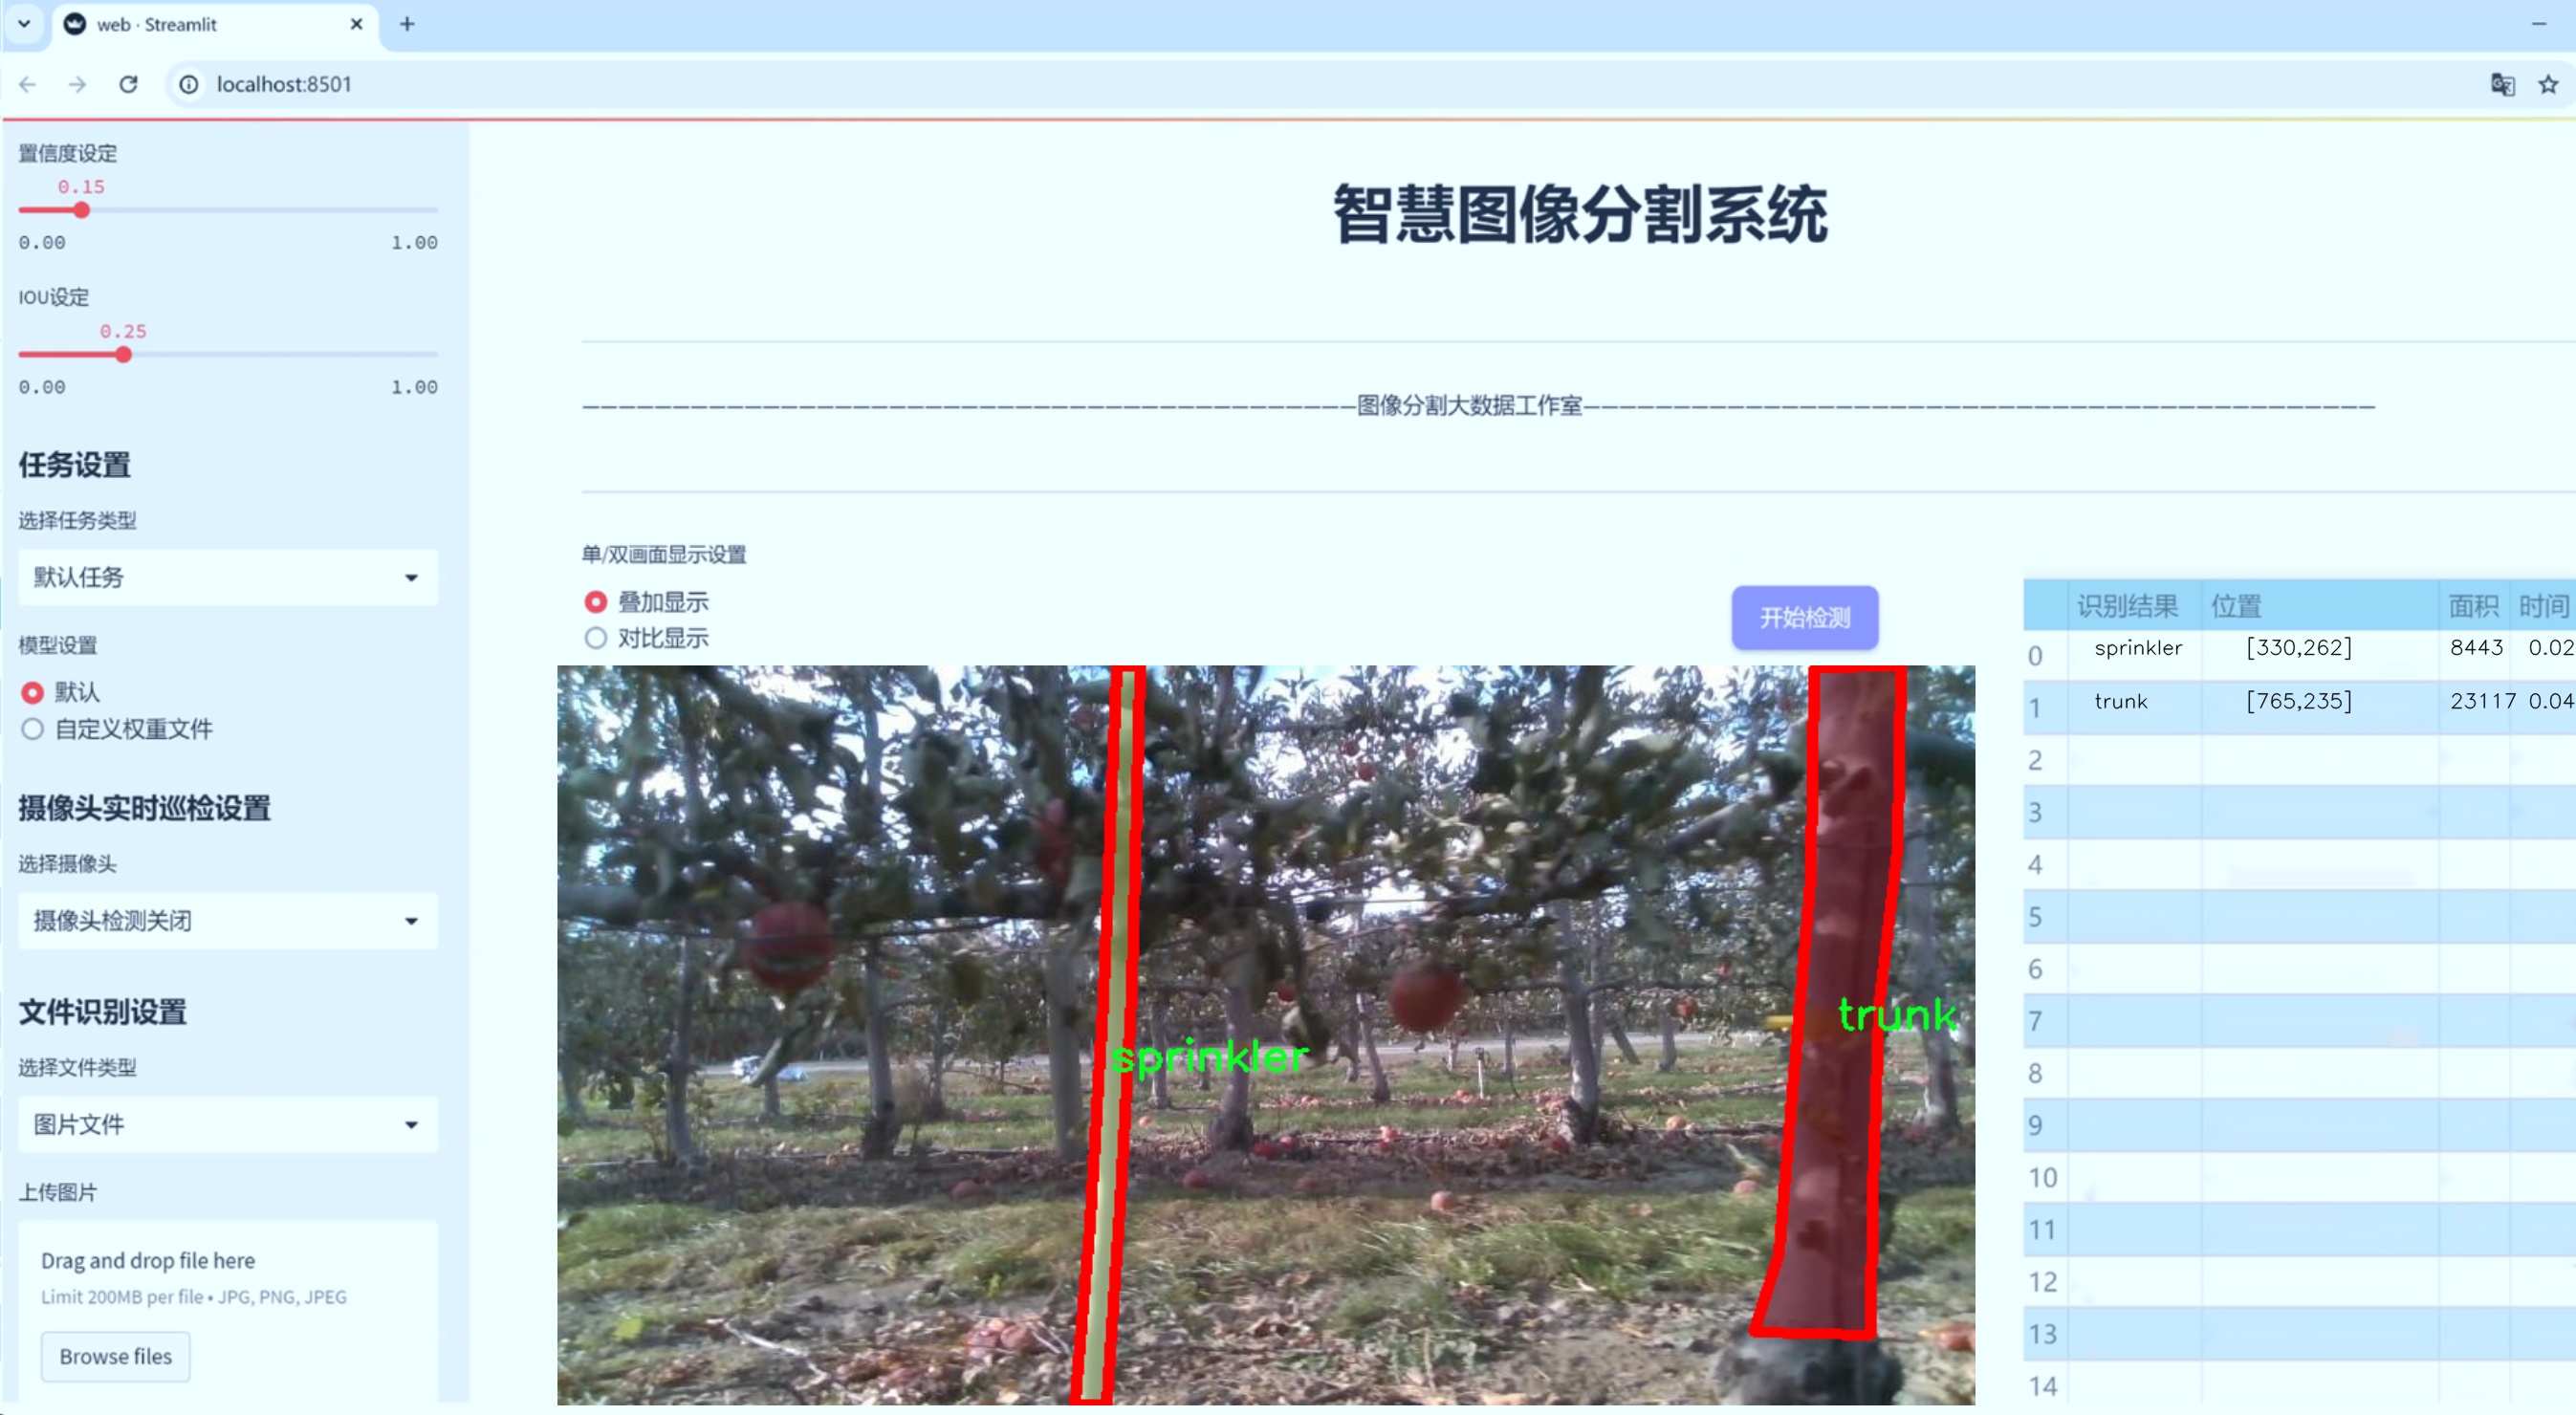 web · Streamlit
localhost:8501
置信度设定
0.15
0.00 1.00
IOU设定
0.25
0.00 1.00
任务设置
选择任务类型
默认任务
模型设置
默认
自定义权重文件
摄像头实时巡检设置
选择摄像头
摄像头检测关闭
文件识别设置
选择文件类型
图片文件
上传图片
Drag and drop file here
Limit 200MB per file • JPG, PNG, JPEG
Browse files
智慧图像分割系统
———————————————————————————————————————————图像分割大数据工作室————————————————————————————————————————————
单/双画面显示设置
叠加显示
对比显示
开始检测
trunk
sprinkler
识别结果 位置 面积 时间
0 sprinkler [330,262] 8443 0.02
1 trunk [765,235] 23117 0.04
2
3
4
5
6
7
8
9
10
11
12
13
14